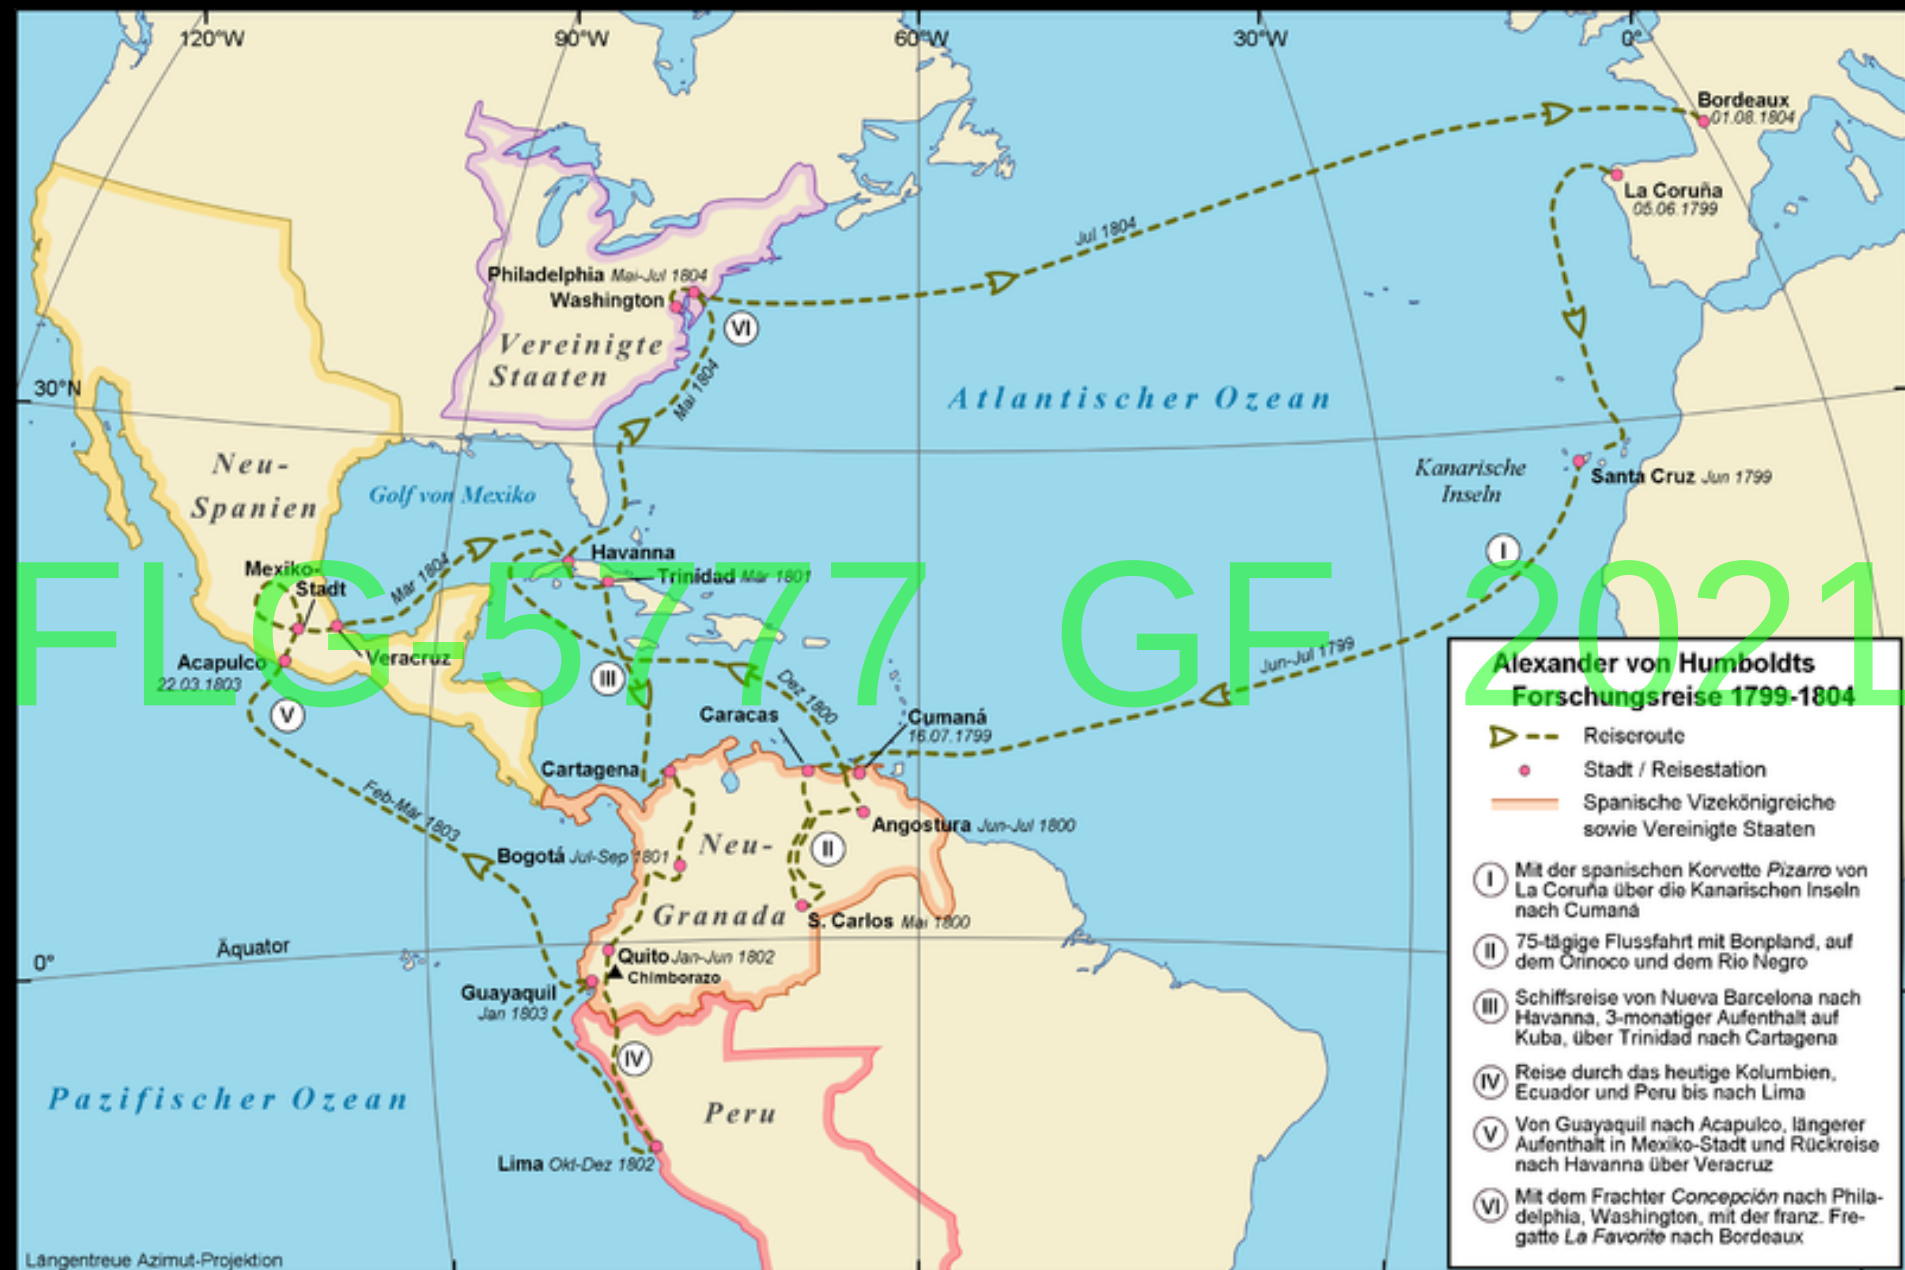 120°W
90°W
60°W
30°W
0°
Bordeaux
01.08.1804
La Coruña
05.06.1799
Jul 1804
Philadelphia Mai-Jul 1804
Washington
VI
Vereinigte
Staaten
Mai 1804
30°N
Atlantischer Ozean
Neu-
Spanien
Golf von Mexiko
Kanarische
Inseln
Santa Cruz Jun 1799
I
Havanna
Trinidad Mär 1801
Mexiko-
Stadt
Mär 1804
FLG-5777 GF 2021
Veracruz
Acapulco
22.03.1803
V
III
Dez 1800
Jun-Jul 1799
Caracas
Cumaná
16.07.1799
Cartagena
Feb-Mär 1803
Angostura Jun-Jul 1800
II
Neu-
Bogotá Jul-Sep 1801
Granada
S. Carlos Mai 1800
Äquator
0°
Quito Jan-Jun 1802
Chimborazo
Guayaquil
Jan 1803
IV
Pazifischer Ozean
Peru
Lima Okt-Dez 1802
Längentreue Azimut-Projektion
Alexander von Humboldts
Forschungsreise 1799-1804
Reiseroute
Stadt / Reisestation
Spanische Vizekönigreiche
sowie Vereinigte Staaten
I Mit der spanischen Korvette Pizarro von
La Coruña über die Kanarischen Inseln
nach Cumaná
II 75-tägige Flussfahrt mit Bonpland, auf
dem Orinoco und dem Rio Negro
III Schiffsreise von Nueva Barcelona nach
Havanna, 3-monatiger Aufenthalt auf
Kuba, über Trinidad nach Cartagena
IV Reise durch das heutige Kolumbien,
Ecuador und Peru bis nach Lima
V Von Guayaquil nach Acapulco, längerer
Aufenthalt in Mexiko-Stadt und Rückreise
nach Havanna über Veracruz
VI Mit dem Frachter Concepción nach Phila-
delphia, Washington, mit der franz. Fre-
gatte La Favorite nach Bordeaux